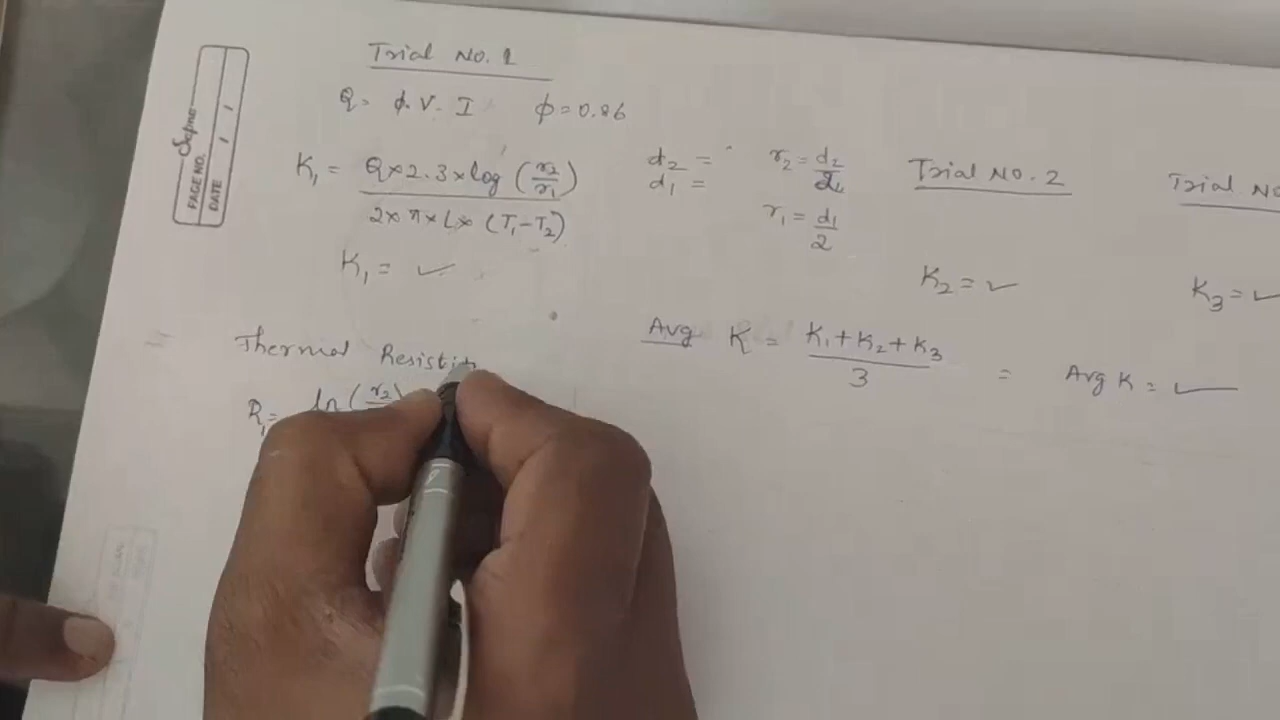 Sapna
PAGE NO.
DATE / /
Trial No. 1
Q = ϕ. V. I ϕ = 0.86
K₁ = Q×2.3×log (r₂/r₁) / 2×π×L×(T₁-T₂)
K₁ = ✓
d₂ =
d₁ =
r₂ = d₂/2
r₁ = d₁/2
Trial No. 2
K₂ = ✓
Trial No
K₃ = ✓
Avg K = K₁+K₂+K₃ / 3 = Avg K = ✓
Thermal
R₁ = ln (r₂